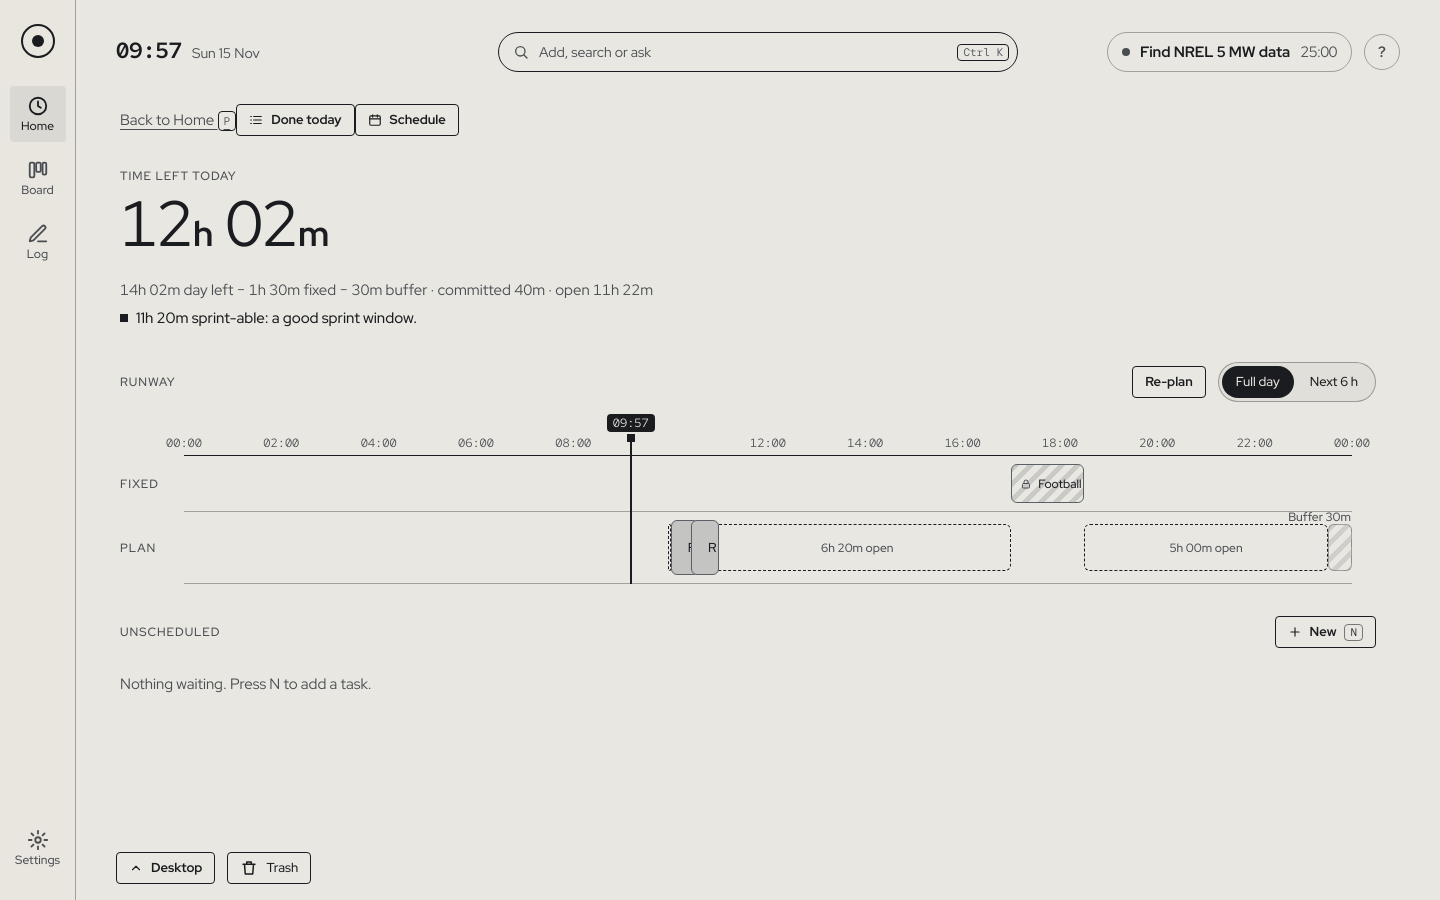 09:57 Sun 15 Nov
Add, search or ask
Ctrl K
Find NREL 5 MW data 25:00
?
Home
Board
Log
Settings
Back to Home P
Done today
Schedule
TIME LEFT TODAY
12h 02m
14h 02m day left − 1h 30m fixed − 30m buffer · committed 40m · open 11h 22m
11h 20m sprint-able: a good sprint window.
RUNWAY
Re-plan
Full day
Next 6 h
09:57
00:00 02:00 04:00 06:00 08:00 12:00 14:00 16:00 18:00 20:00 22:00 00:00
FIXED
Football
Buffer 30m
PLAN
R
6h 20m open
5h 00m open
UNSCHEDULED
New N
Nothing waiting. Press N to add a task.
Desktop
Trash